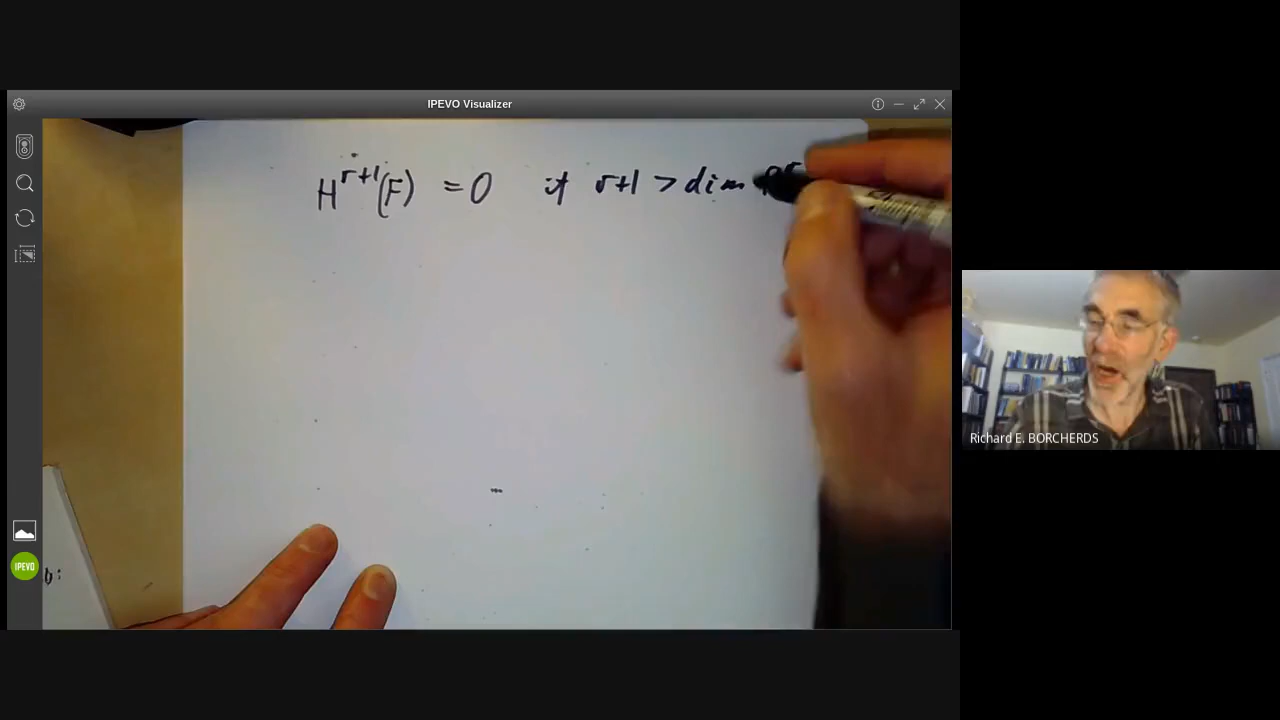 IPEVO Visualizer
H^{r+1}(F) = 0 if r+1 > dim P^r
b:
IPEVO
Richard E. BORCHERDS